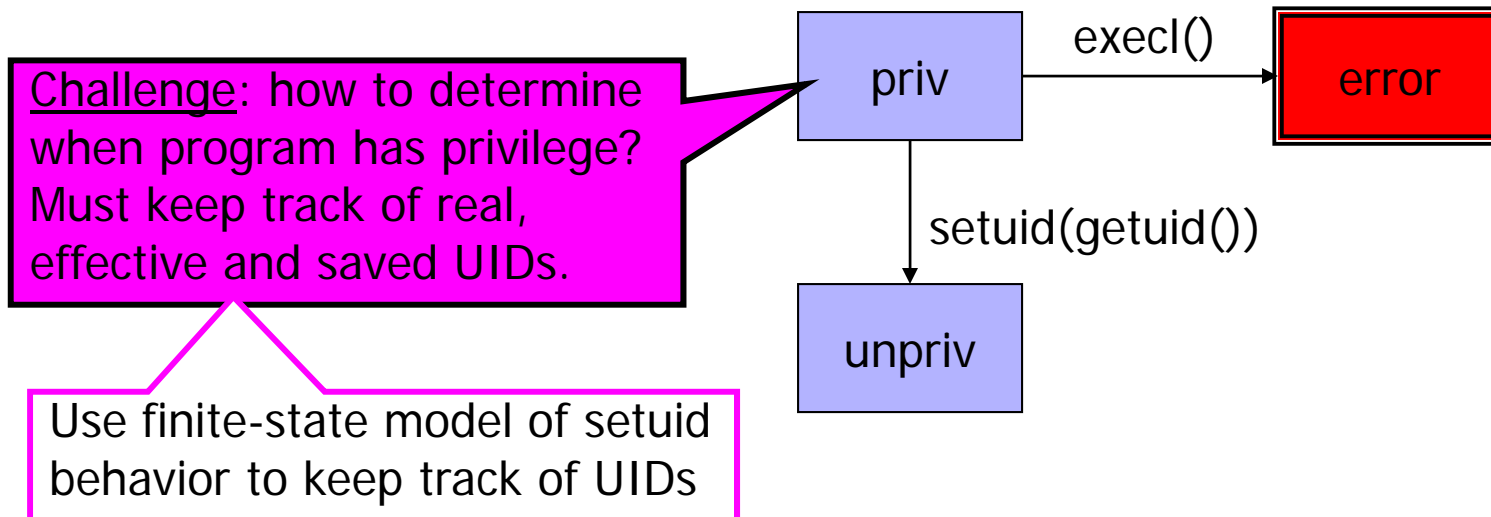 Challenge: how to determine
when program has privilege?
Must keep track of real,
effective and saved UIDs.
Use finite-state model of setuid
behavior to keep track of UIDs
priv
execl()
error
setuid(getuid())
unpriv